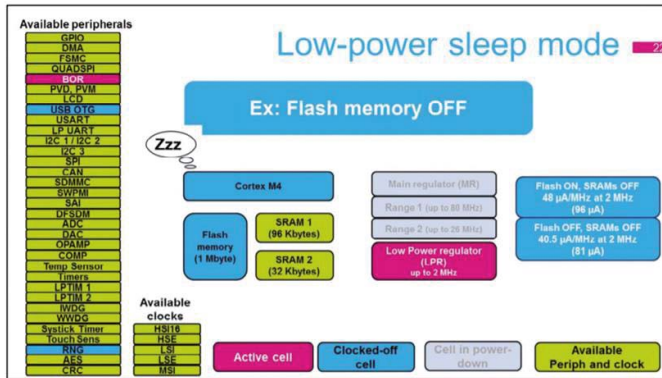 Available peripherals
GPIO
DMA
FSMC
QUADSPI
BOR
PVD, PVM
LCD
USB OTG
USART
LP UART
I2C 1 / I2C 2
I2C 3
SPI
CAN
SDMMC
SWPMI
SAI
DFSDM
ADC
DAC
OPAMP
COMP
Temp Sensor
Timers
LPTIM 1
LPTIM 2
IWDG
WWDG
Systick Timer
Touch Sens
RNG
AES
CRC
Available
clocks
HSI16
HSE
LSI
LSE
MSI
Low-power sleep mode
22
Ex: Flash memory OFF
Zzz
Cortex M4
Flash
memory
(1 Mbyte)
SRAM 1
(96 Kbytes)
SRAM 2
(32 Kbytes)
Main regulator (MR)
Range 1 (up to 80 MHz)
Range 2 (up to 26 MHz)
Low Power regulator
(LPR)
up to 2 MHz
Flash ON, SRAMs OFF
48 µA/MHz at 2 MHz
(96 µA)
Flash OFF, SRAMs OFF
40.5 µA/MHz at 2 MHz
(81 µA)
Active cell
Clocked-off
cell
Cell in power-
down
Available
Periph and clock